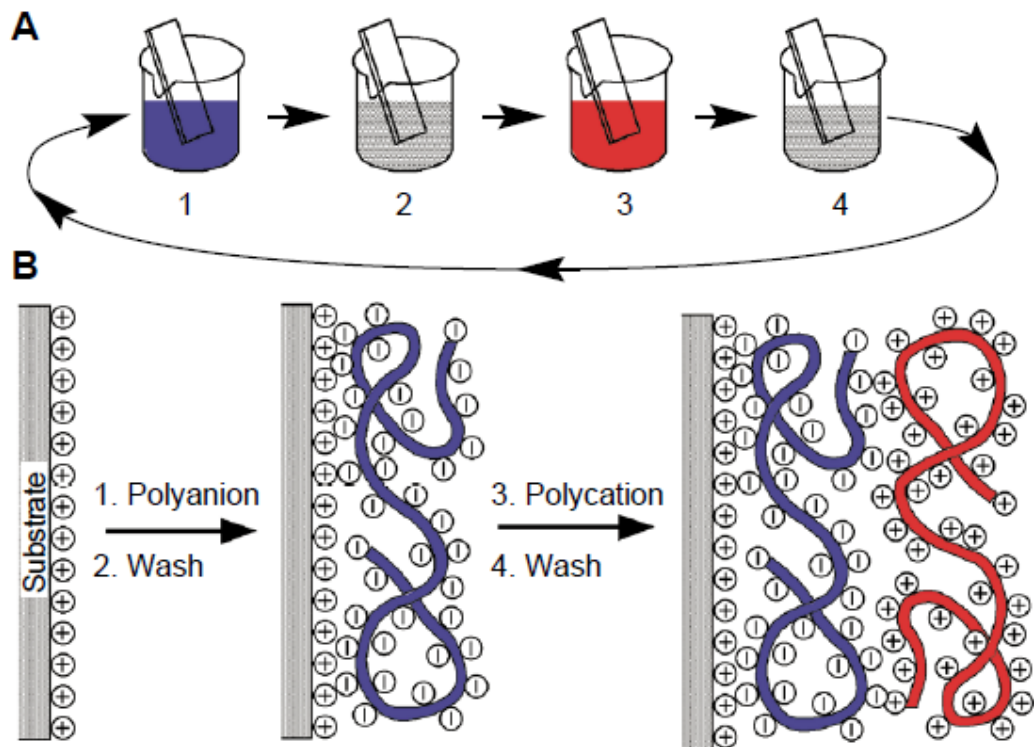 A
1 2 3 4
B
Substrate
1. Polyanion
2. Wash
3. Polycation
4. Wash